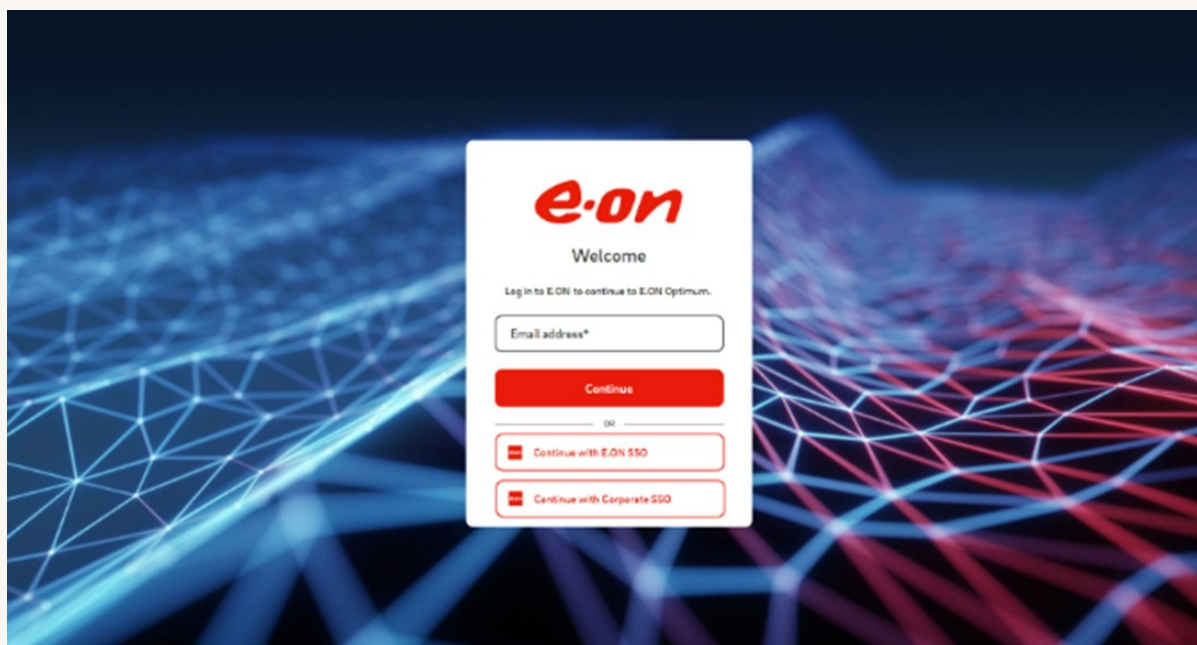 e·on
Welcome
Log in to E.ON to continue to E.ON Optimum.
Email address*
Continue
OR
Continue with E.ON SSO
Continue with Corporate SSO